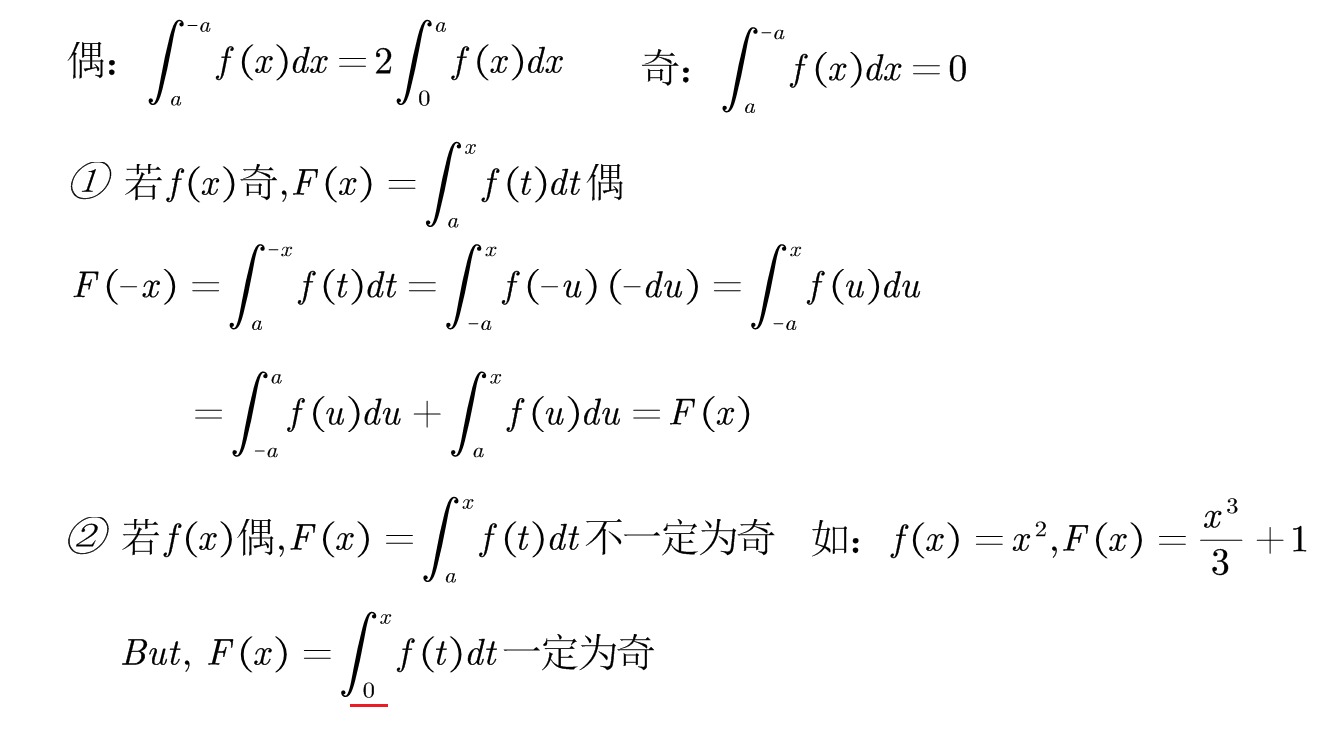 偶：∫_a^{-a} f(x)dx = 2∫_0^a f(x)dx 奇：∫_a^{-a} f(x)dx = 0
① 若f(x)奇,F(x) = ∫_a^x f(t)dt偶
F(-x) = ∫_a^{-x} f(t)dt = ∫_{-a}^x f(-u)(-du) = ∫_{-a}^x f(u)du
= ∫_{-a}^a f(u)du + ∫_a^x f(u)du = F(x)
② 若f(x)偶,F(x) = ∫_a^x f(t)dt不一定为奇 如：f(x) = x²,F(x) = x³/3 + 1
But, F(x) = ∫_0^x f(t)dt一定为奇